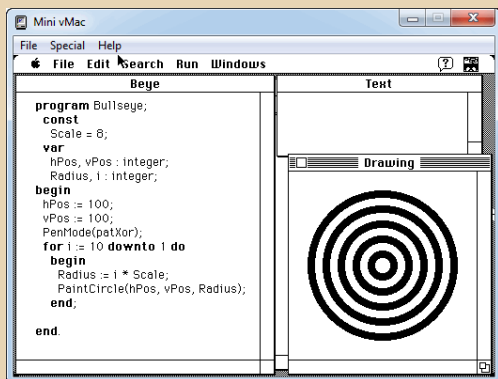 Mini vMac
File Special Help
File Edit Search Run Windows
Beye
program Bullseye;
const
Scale = 8;
var
hPos, vPos : integer;
Radius, i : integer;
begin
hPos := 100;
vPos := 100;
PenMode(patXor);
for i := 10 downto 1 do
begin
Radius := i * Scale;
PaintCircle(hPos, vPos, Radius);
end;
end.
Text
Drawing